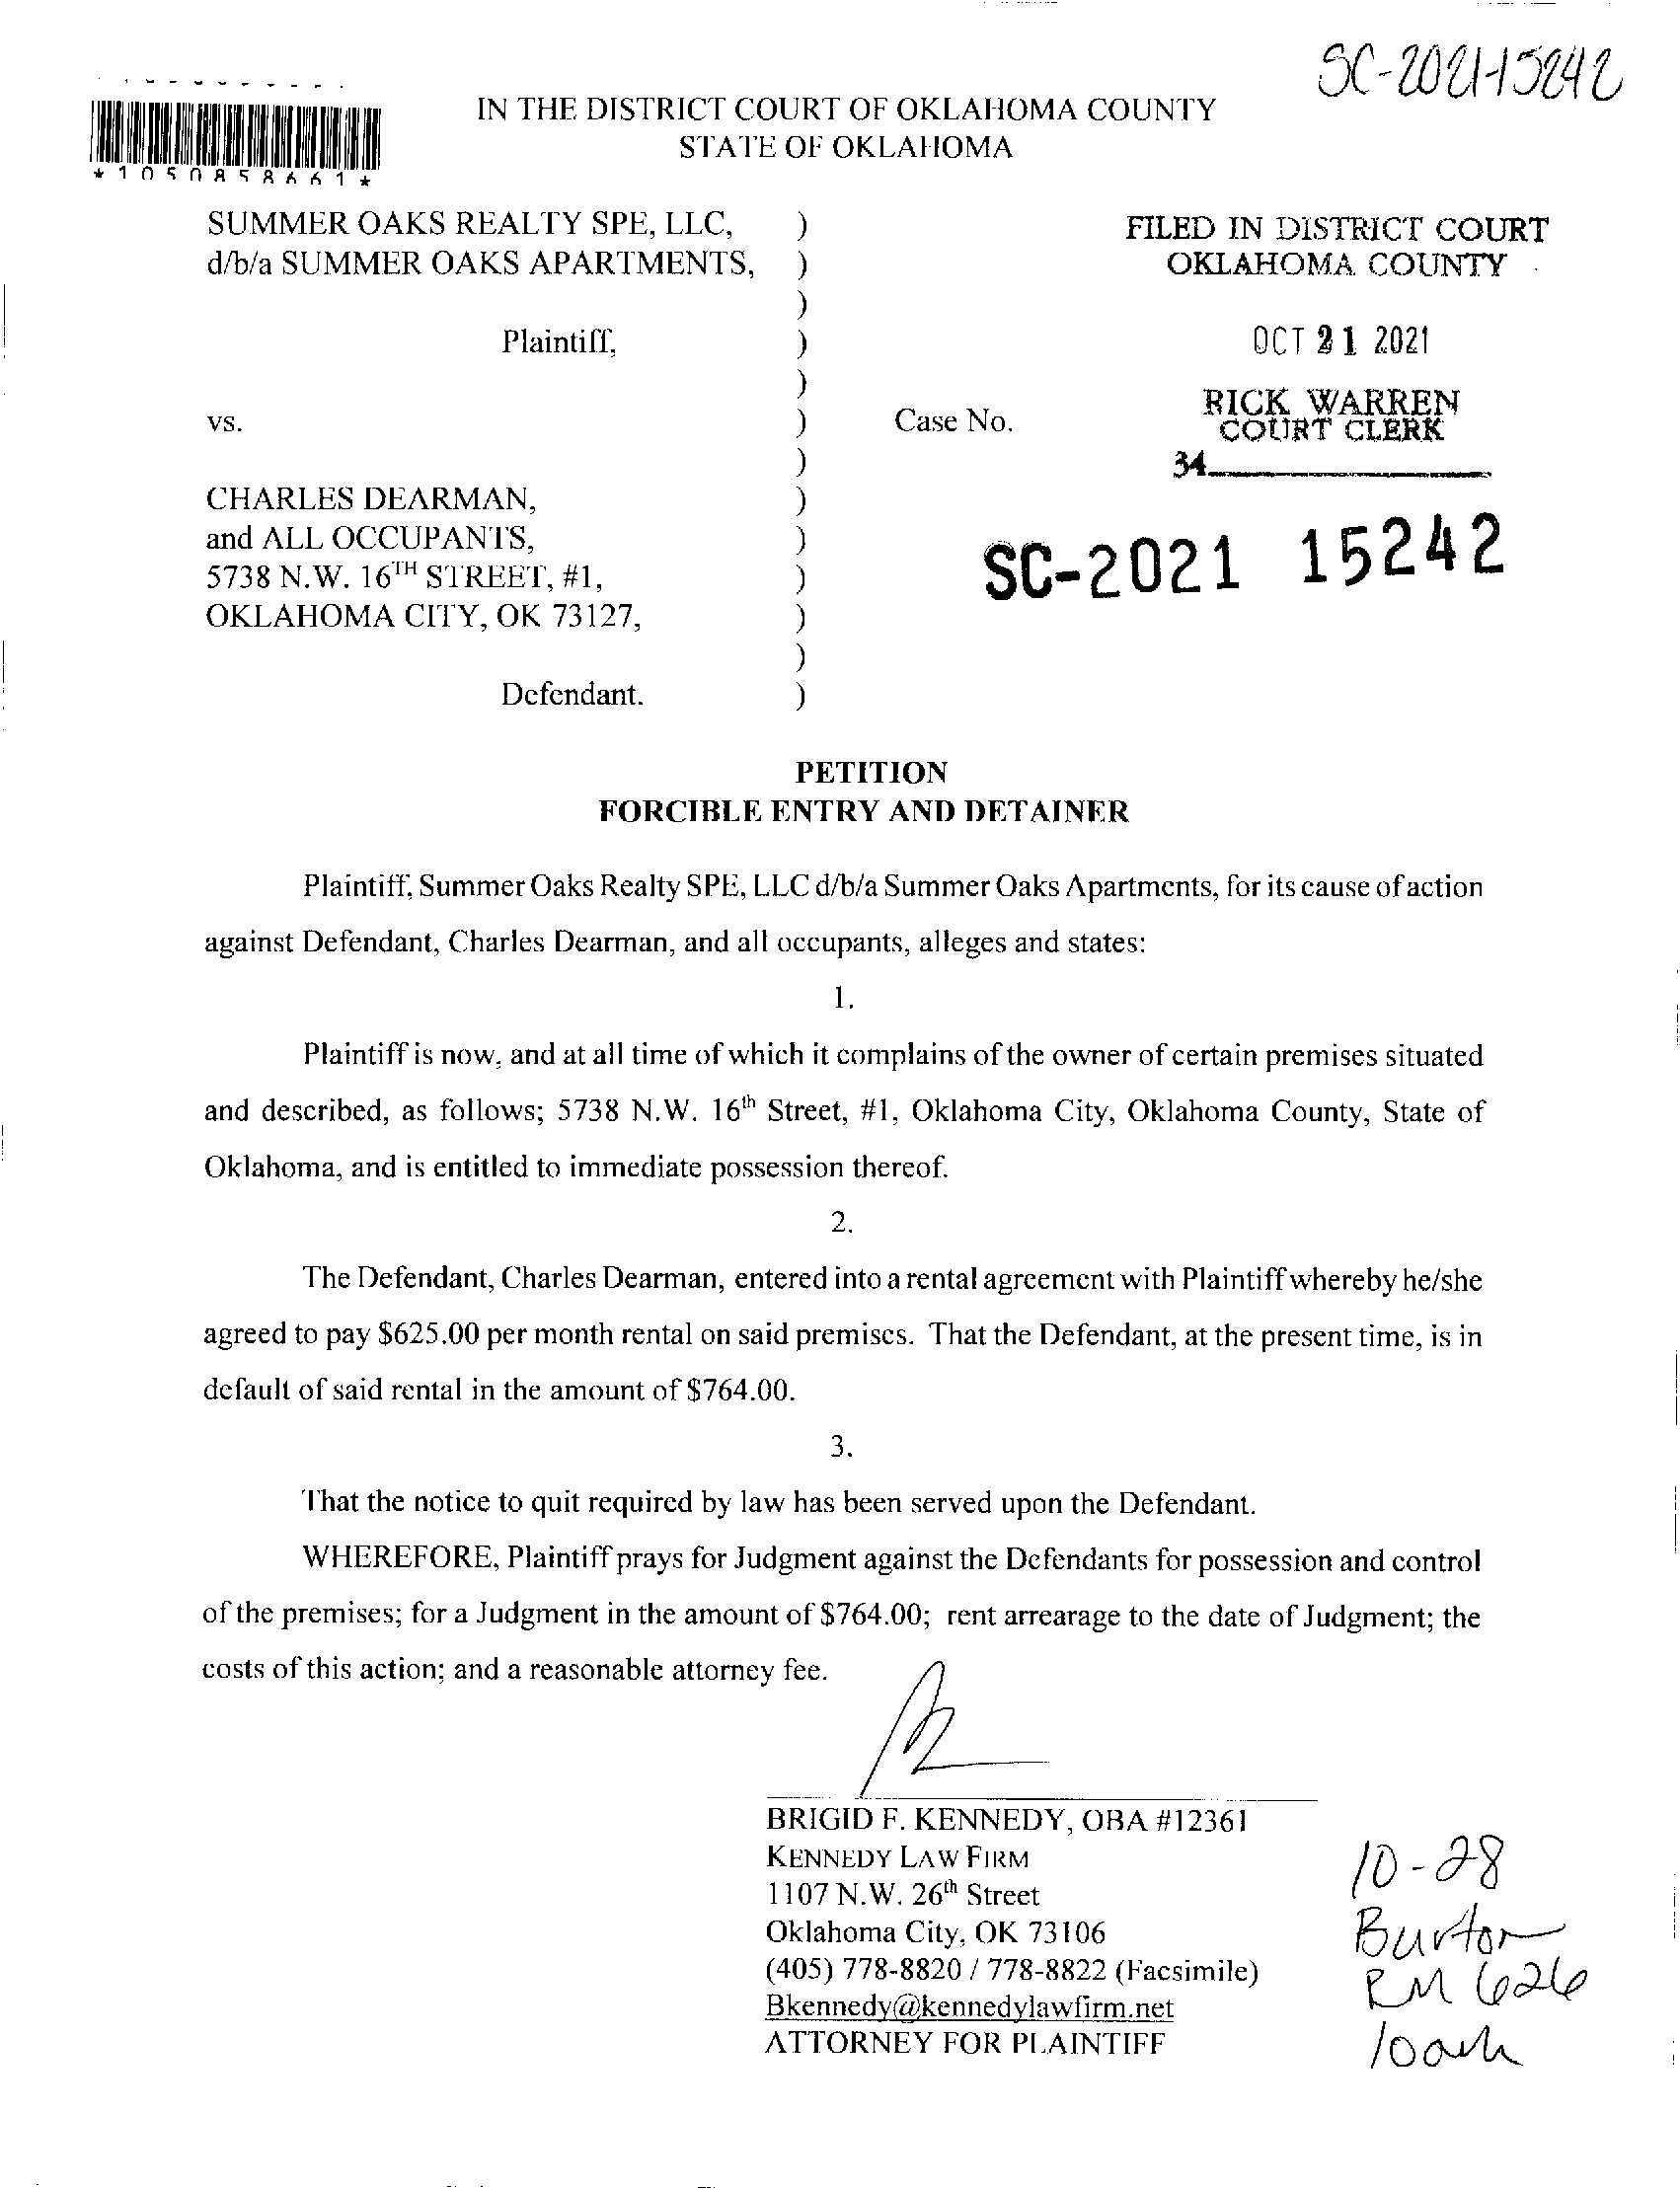 SC-2021-15242
IN THE DISTRICT COURT OF OKLAHOMA COUNTY
STATE OF OKLAHOMA
*1050858661*
SUMMER OAKS REALTY SPE, LLC, )
d/b/a SUMMER OAKS APARTMENTS, )
)
Plaintiff, )
)
vs. ) Case No.
)
CHARLES DEARMAN, )
and ALL OCCUPANTS, )
5738 N.W. 16TH STREET, #1, )
OKLAHOMA CITY, OK 73127, )
)
Defendant. )
FILED IN DISTRICT COURT
OKLAHOMA COUNTY
OCT 21 2021
RICK WARREN
COURT CLERK
34
SC-2021 15242
PETITION
FORCIBLE ENTRY AND DETAINER
Plaintiff, Summer Oaks Realty SPE, LLC d/b/a Summer Oaks Apartments, for its cause of action
against Defendant, Charles Dearman, and all occupants, alleges and states:
1.
Plaintiff is now, and at all time of which it complains of the owner of certain premises situated
and described, as follows; 5738 N.W. 16th Street, #1, Oklahoma City, Oklahoma County, State of
Oklahoma, and is entitled to immediate possession thereof.
2.
The Defendant, Charles Dearman, entered into a rental agreement with Plaintiff whereby he/she
agreed to pay $625.00 per month rental on said premises. That the Defendant, at the present time, is in
default of said rental in the amount of $764.00.
3.
That the notice to quit required by law has been served upon the Defendant.
WHEREFORE, Plaintiff prays for Judgment against the Defendants for possession and control
of the premises; for a Judgment in the amount of $764.00; rent arrearage to the date of Judgment; the
costs of this action; and a reasonable attorney fee.
BRIGID F. KENNEDY, OBA #12361
KENNEDY LAW FIRM
1107 N.W. 26th Street
Oklahoma City, OK 73106
(405) 778-8820 / 778-8822 (Facsimile)
Bkennedy@kennedylawfirm.net
ATTORNEY FOR PLAINTIFF
10-28
Burton
RM 626
10am